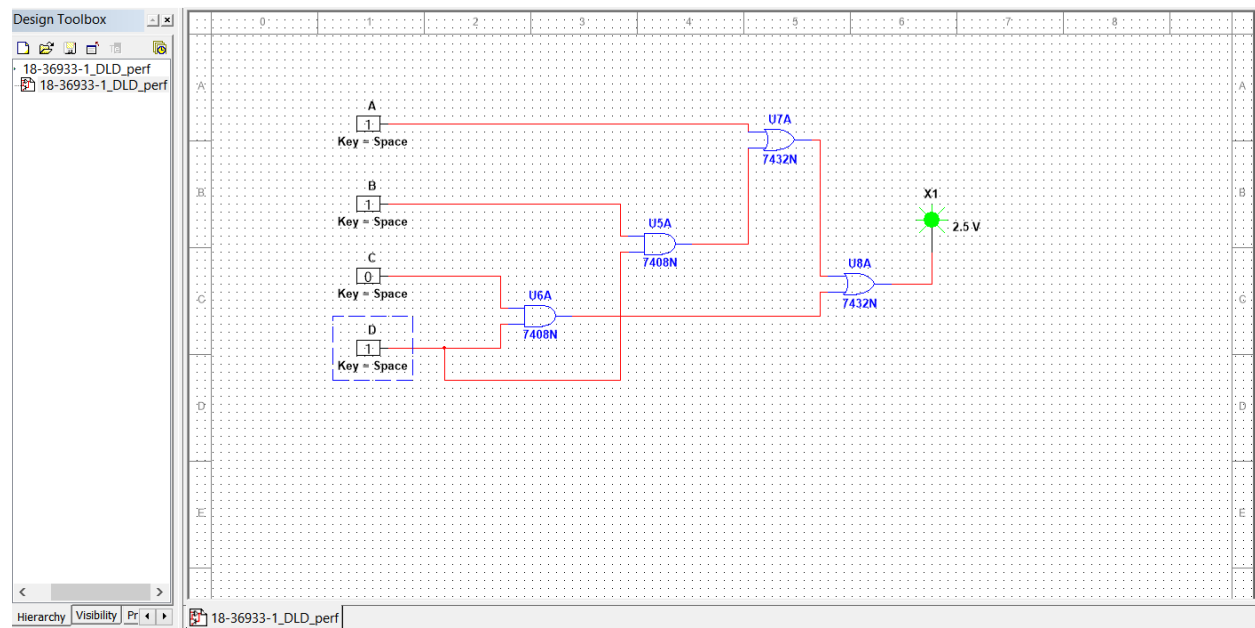 Design Toolbox
18-36933-1_DLD_perf
18-36933-1_DLD_perf
Hierarchy Visibility Pr
0 1 2 3 4 5 6 7 8
A A
B B
C C
D D
E E
A
1
Key = Space
B
1
Key = Space
C
0
Key = Space
D
1
Key = Space
U6A
7408N
U5A
7408N
U7A
7432N
U8A
7432N
X1
2.5 V
18-36933-1_DLD_perf